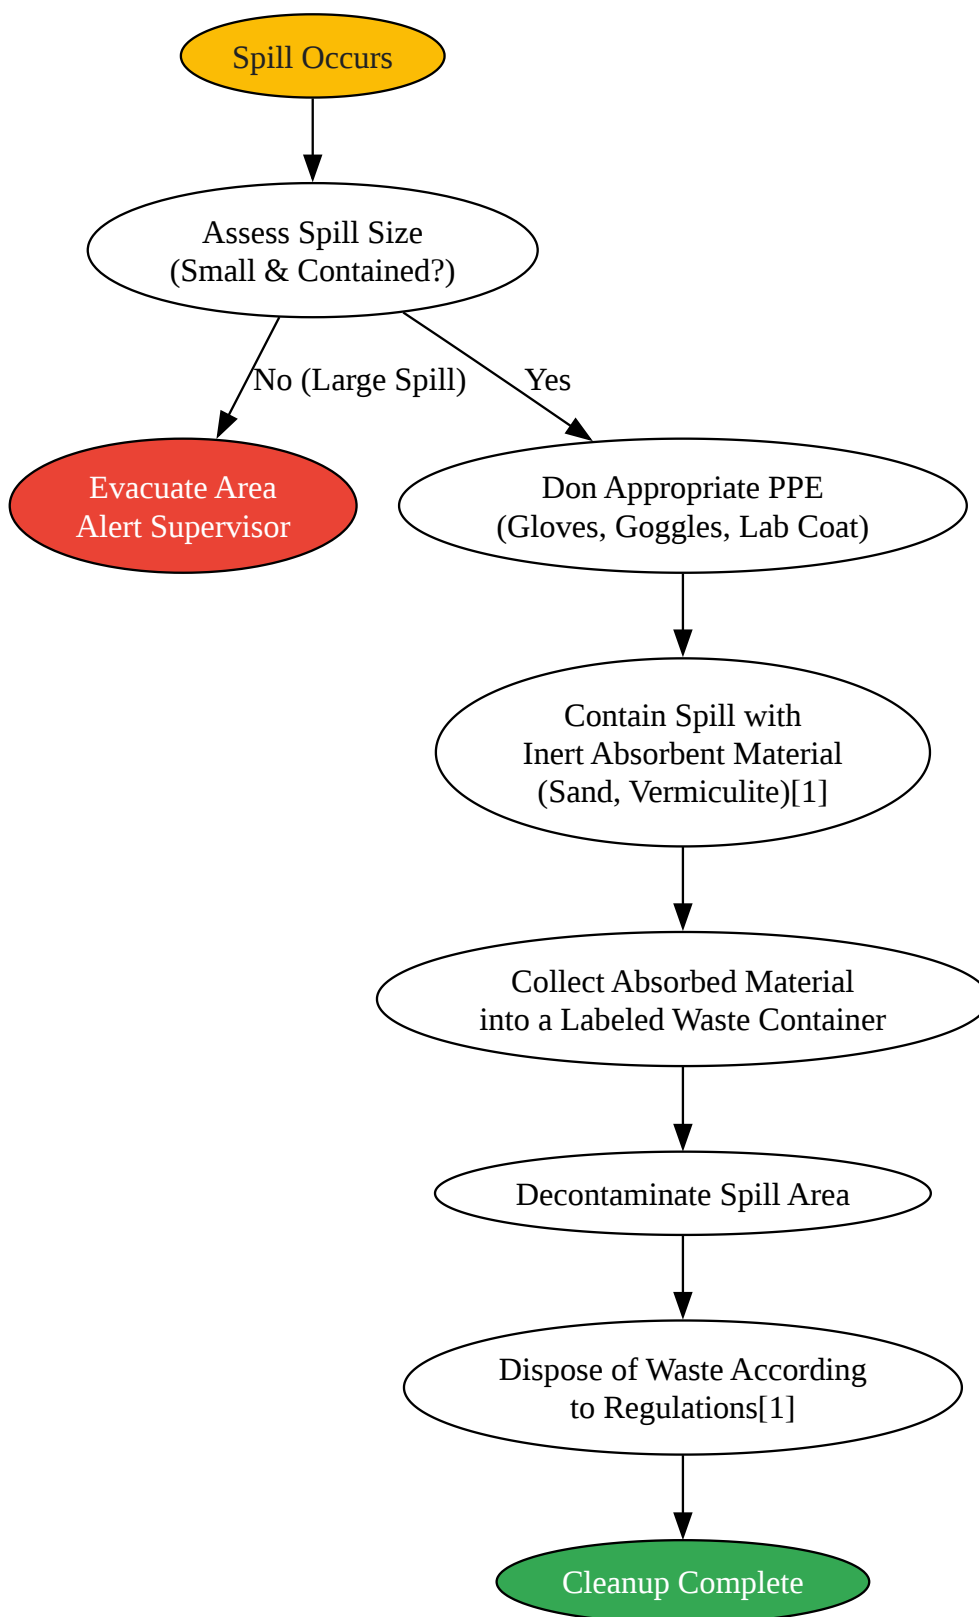 Spill Occurs
Assess Spill Size
(Small & Contained?)
No (Large Spill)
Yes
Evacuate Area
Alert Supervisor
Don Appropriate PPE
(Gloves, Goggles, Lab Coat)
Contain Spill with
Inert Absorbent Material
(Sand, Vermiculite)[1]
Collect Absorbed Material
into a Labeled Waste Container
Decontaminate Spill Area
Dispose of Waste According
to Regulations[1]
Cleanup Complete